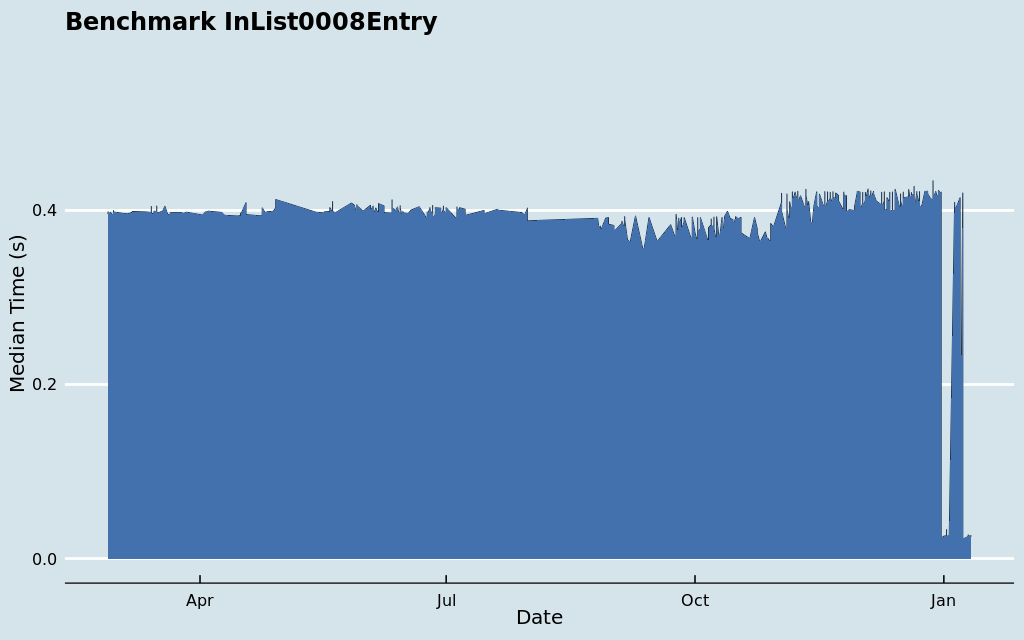 Benchmark InList0008Entry
Median Time (s)
0.4
0.2
0.0
Apr
Jul
Oct
Jan
Date